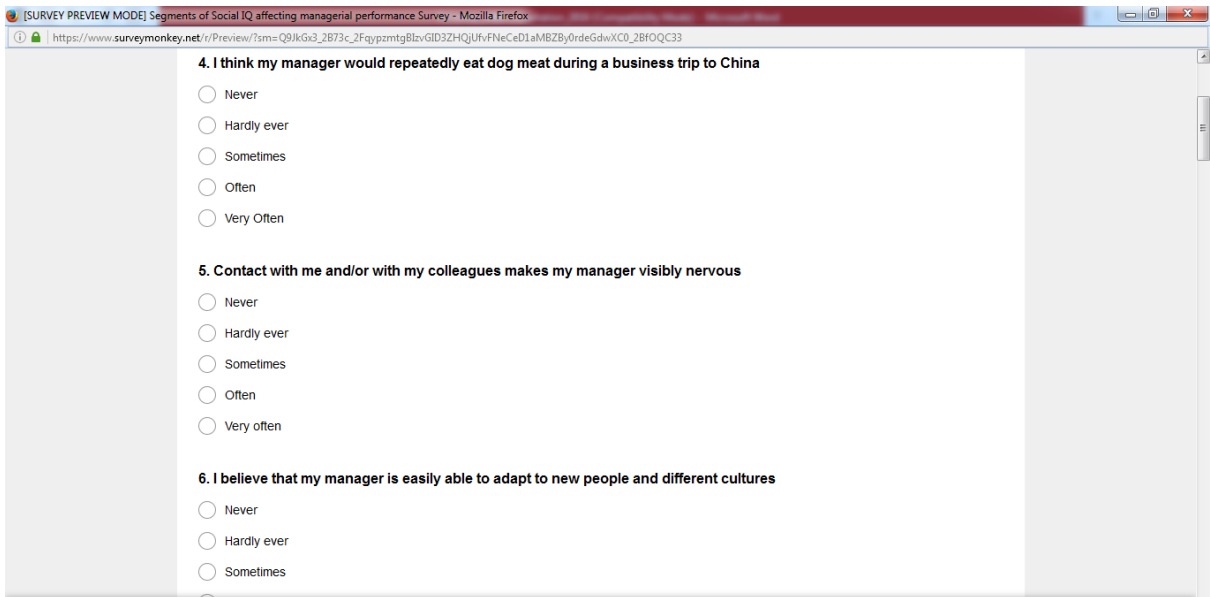 [SURVEY PREVIEW MODE] Segments of Social IQ affecting managerial performance Survey - Mozilla Firefox
https://www.surveymonkey.net/r/Preview/?sm=Q9JkGx3_2B73c_2FqypzmtgBIzvGID3ZHQjUfvFNeCeD1aMBZBy0rdeGdwXC0_2BfOQC33
4. I think my manager would repeatedly eat dog meat during a business trip to China
Never
Hardly ever
Sometimes
Often
Very Often
5. Contact with me and/or with my colleagues makes my manager visibly nervous
Never
Hardly ever
Sometimes
Often
Very often
6. I believe that my manager is easily able to adapt to new people and different cultures
Never
Hardly ever
Sometimes